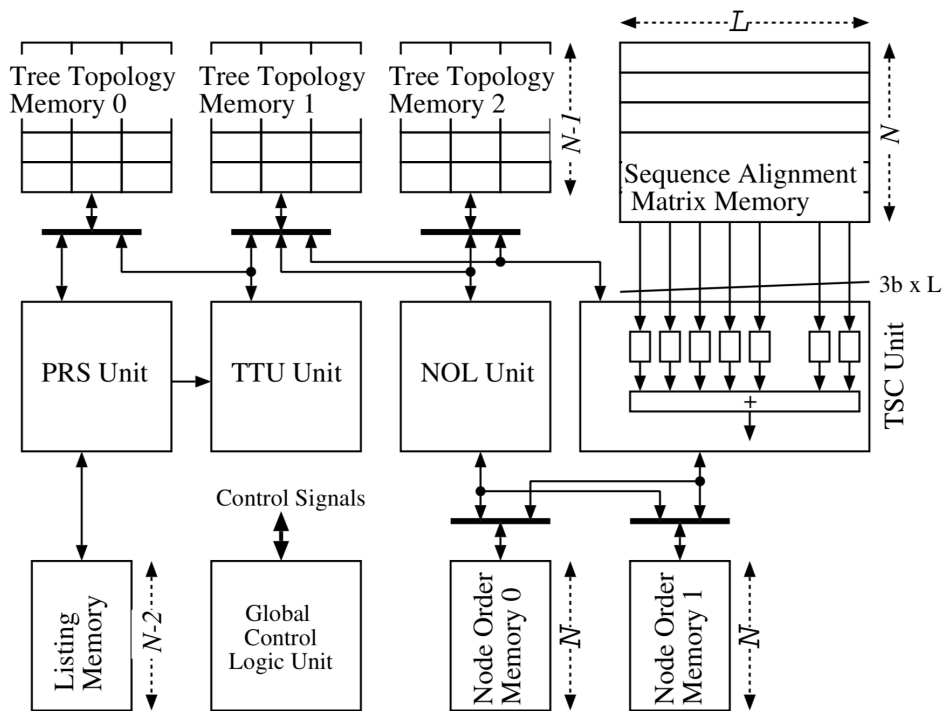 L
Tree Topology
Memory 0
Tree Topology
Memory 1
Tree Topology
Memory 2
N-1
Sequence Alignment
Matrix Memory
N
3b x L
PRS Unit
TTU Unit
NOL Unit
+
TSC Unit
Control Signals
Listing
Memory
N-2
Global
Control
Logic Unit
Node Order
Memory 0
N
Node Order
Memory 1
N